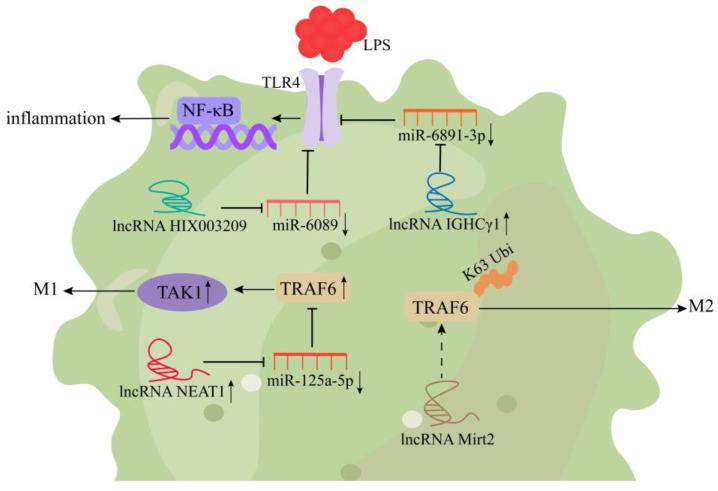 LPS
TLR4
inflammation
NF-κB
miR-6891-3p↓
lncRNA HIX003209
miR-6089↓
lncRNA IGHCγ1↑
K63 Ubi
M1
TAK1↑
TRAF6↑
TRAF6
M2
lncRNA NEAT1↑
miR-125a-5p↓
lncRNA Mirt2